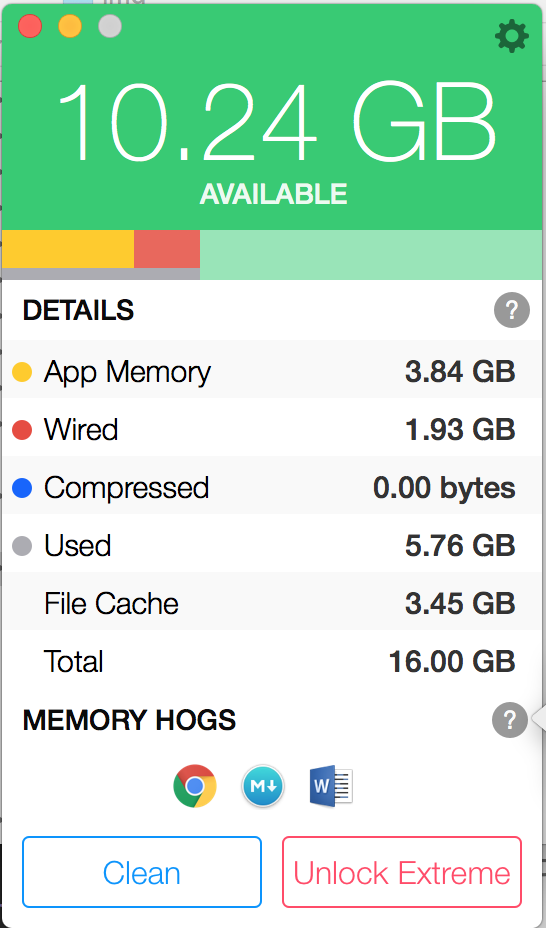 10.24 GB
AVAILABLE
DETAILS ?
App Memory 3.84 GB
Wired 1.93 GB
Compressed 0.00 bytes
Used 5.76 GB
File Cache 3.45 GB
Total 16.00 GB
MEMORY HOGS ?
M W
Clean Unlock Extreme